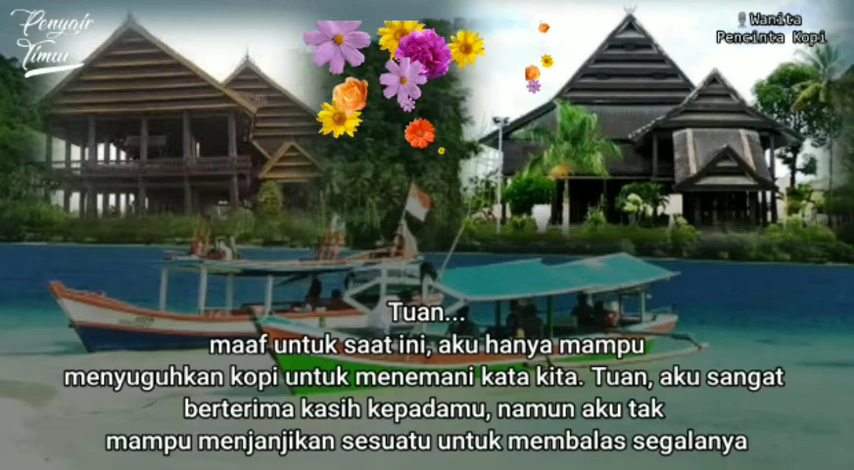 Penyair
Timur
Wanita
Pencinta Kopi
Tuan...
maaf untuk saat ini, aku hanya mampu
menyuguhkan kopi untuk menemani kata kita. Tuan, aku sangat
berterima kasih kepadamu, namun aku tak
mampu menjanjikan sesuatu untuk membalas segalanya